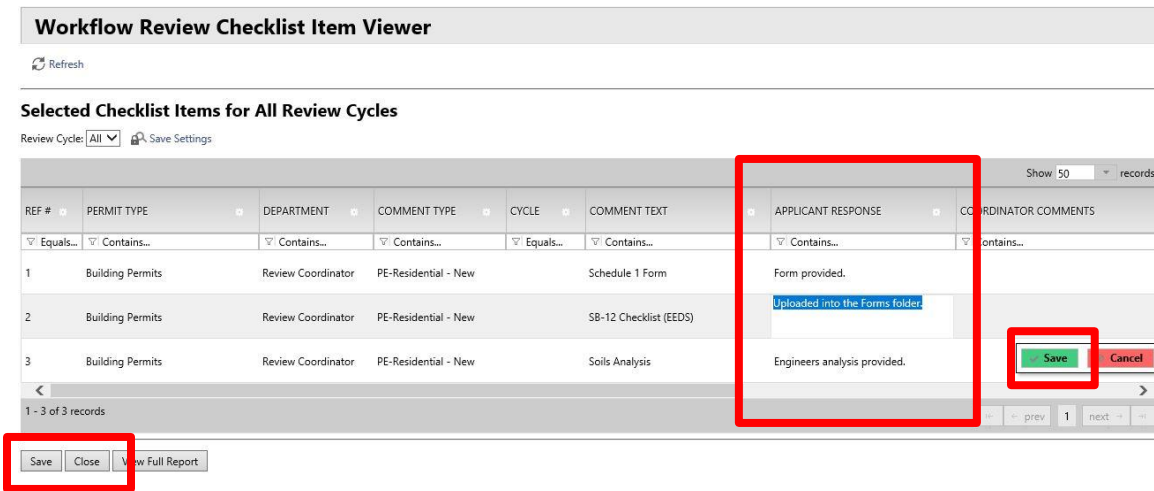 Workflow Review Checklist Item Viewer
Refresh
Selected Checklist Items for All Review Cycles
Review Cycle: All Save Settings
Show 50 records
REF # PERMIT TYPE DEPARTMENT COMMENT TYPE CYCLE COMMENT TEXT APPLICANT RESPONSE COORDINATOR COMMENTS
Equals... Contains... Contains... Contains... Equals... Contains... Contains... Contains...
1 Building Permits Review Coordinator PE-Residential - New Schedule 1 Form Form provided.
2 Building Permits Review Coordinator PE-Residential - New SB-12 Checklist (EEDS) Uploaded into the Forms folder.
3 Building Permits Review Coordinator PE-Residential - New Soils Analysis Engineers analysis provided. Save Cancel
1 - 3 of 3 records prev 1 next
Save Close View Full Report